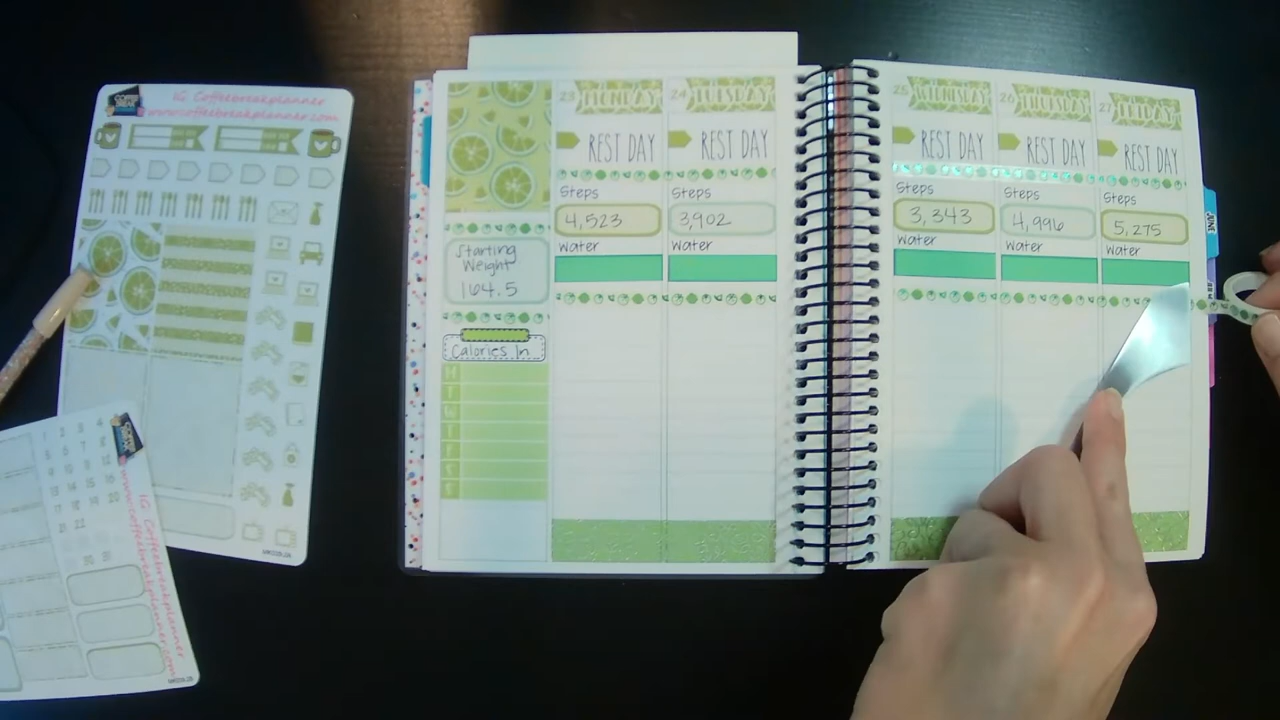 IG: Coffeebreakplanner
www.coffeebreakplanner.com
23 MONDAY
24 TUESDAY
REST DAY
REST DAY
Steps
Steps
4,523
3,902
Water
Water
Starting
Weight
164.5
Calories In
M
T
W
T
F
S
S
25 WEDNESDAY
26 THURSDAY
27 FRIDAY
REST DAY
REST DAY
REST DAY
Steps
Steps
Steps
3,343
4,996
5,275
Water
Water
Water
JUNE
IG: Coffeebreakplanner
www.coffeebreakplanner.com